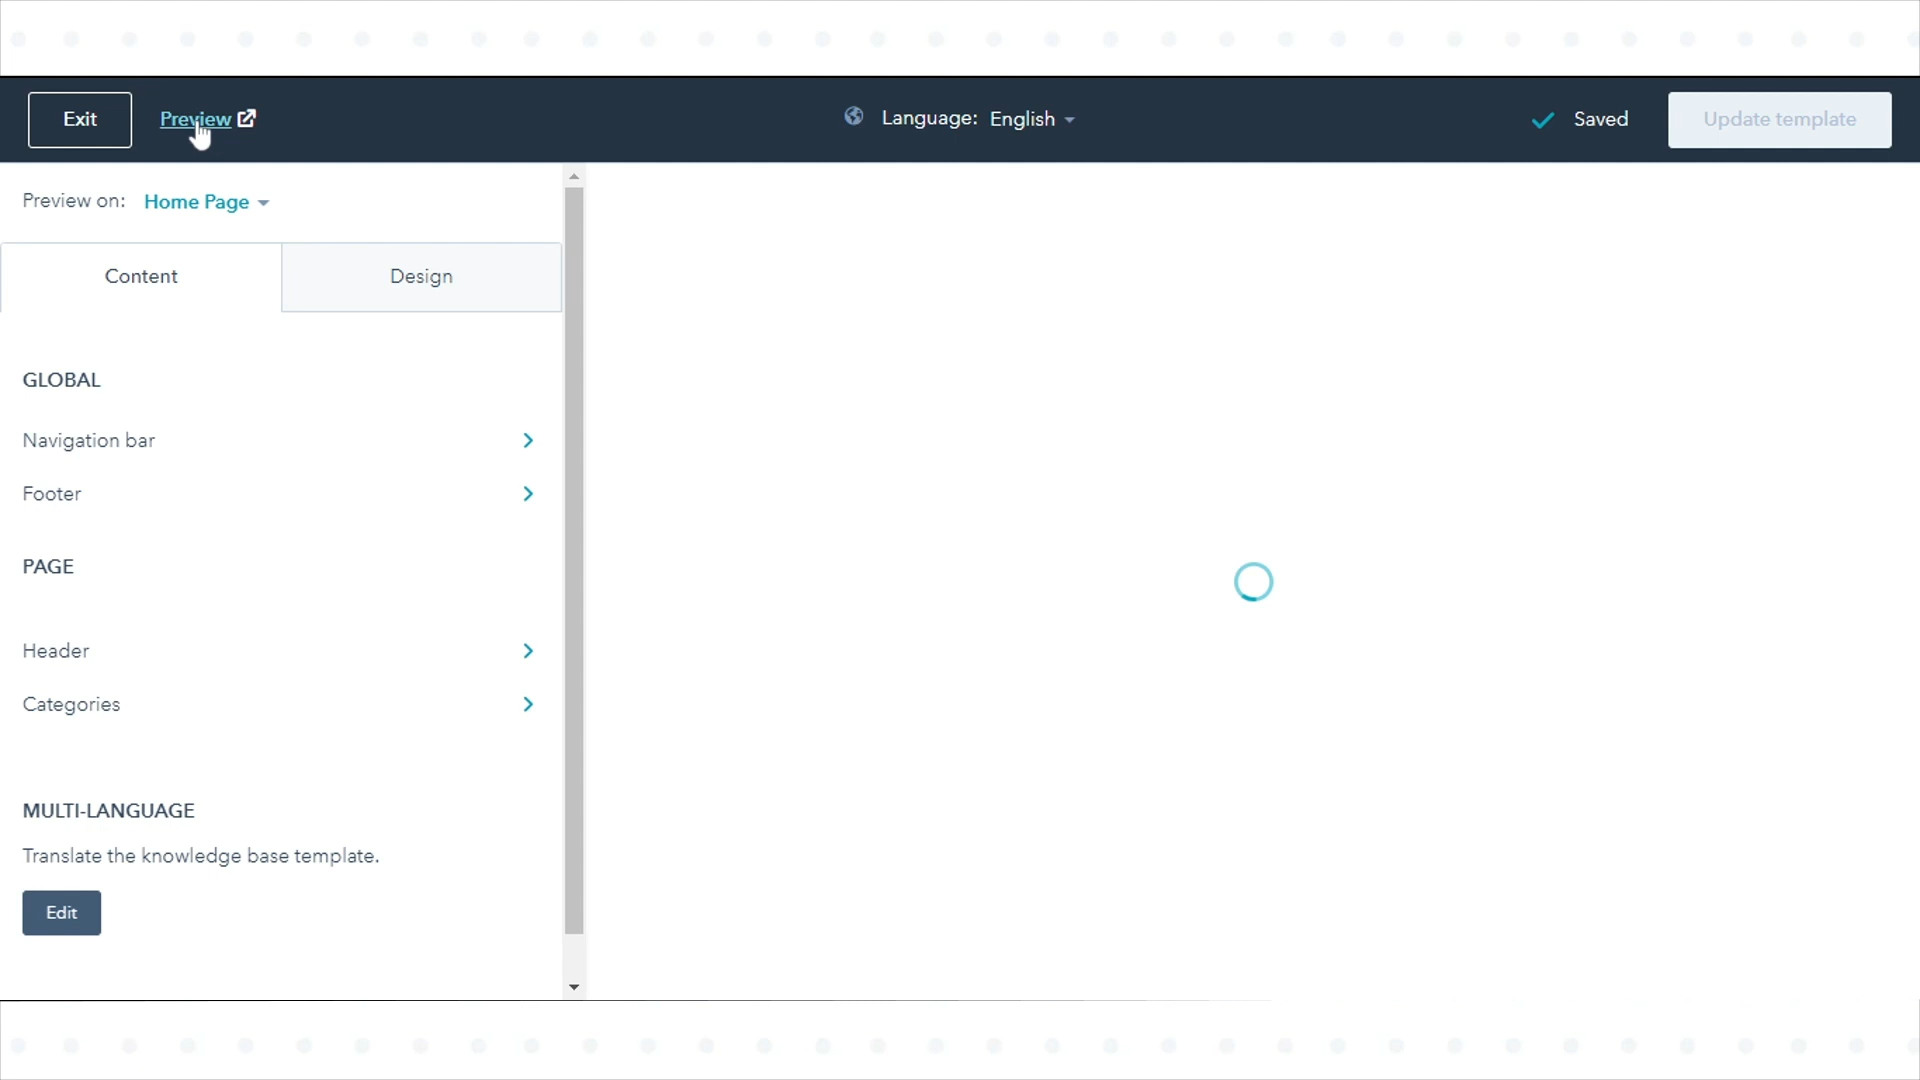 Exit Preview Language: English Saved Update template
Preview on: Home Page
Content Design
GLOBAL
Navigation bar
Footer
PAGE
Header
Categories
MULTI-LANGUAGE
Translate the knowledge base template.
Edit